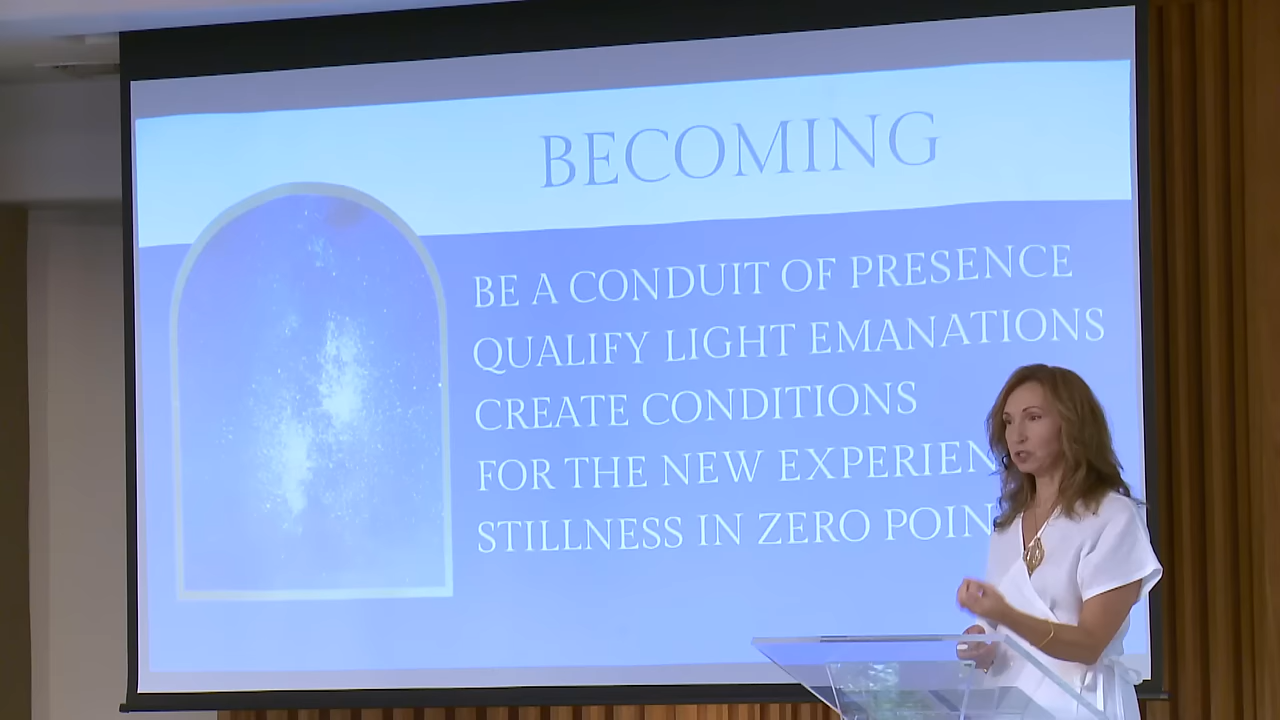 BECOMING
BE A CONDUIT OF PRESENCE
QUALIFY LIGHT EMANATIONS
CREATE CONDITIONS
FOR THE NEW
STILLNESS IN ZERO